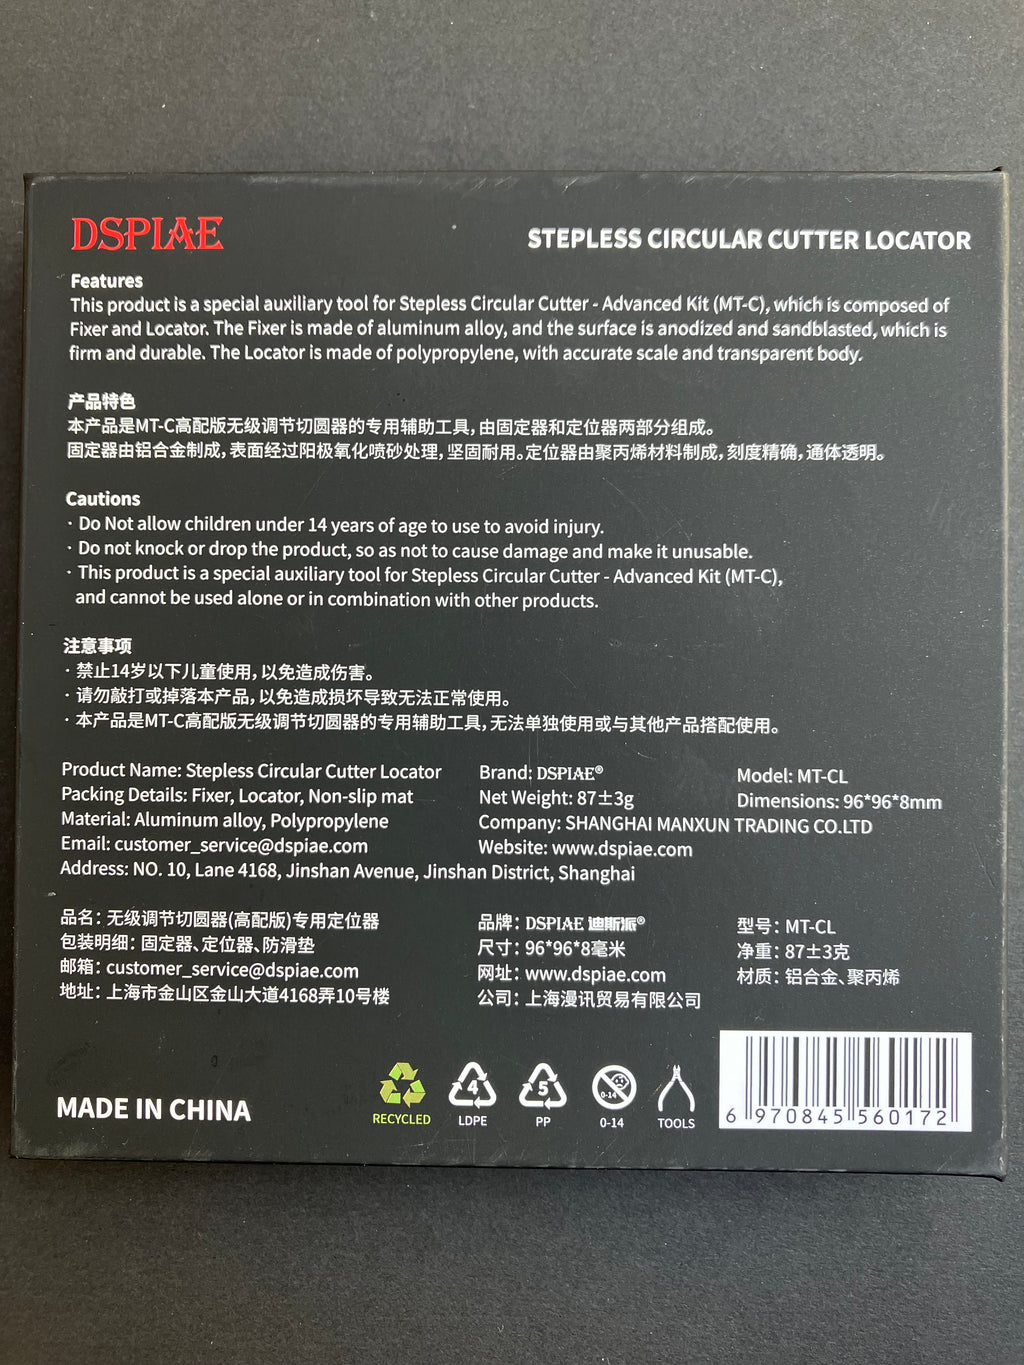 DSPIAE
STEPLESS CIRCULAR CUTTER LOCATOR
Features
This product is a special auxiliary tool for Stepless Circular Cutter - Advanced Kit (MT-C), which is composed of
Fixer and Locator. The Fixer is made of aluminum alloy, and the surface is anodized and sandblasted, which is
firm and durable. The Locator is made of polypropylene, with accurate scale and transparent body.
产品特色
本产品是MT-C高配版无级调节切圆器的专用辅助工具，由固定器和定位器两部分组成。
固定器由铝合金制成，表面经过阳极氧化喷砂处理，坚固耐用。定位器由聚丙烯材料制成，刻度精确，通体透明。
Cautions
· Do Not allow children under 14 years of age to use to avoid injury.
· Do not knock or drop the product, so as not to cause damage and make it unusable.
· This product is a special auxiliary tool for Stepless Circular Cutter - Advanced Kit (MT-C),
and cannot be used alone or in combination with other products.
注意事项
· 禁止14岁以下儿童使用，以免造成伤害。
· 请勿敲打或掉落本产品，以免造成损坏导致无法正常使用。
· 本产品是MT-C高配版无级调节切圆器的专用辅助工具，无法单独使用或与其他产品搭配使用。
Product Name: Stepless Circular Cutter Locator
Packing Details: Fixer, Locator, Non-slip mat
Material: Aluminum alloy, Polypropylene
Email: customer_service@dspiae.com
Address: NO. 10, Lane 4168, Jinshan Avenue, Jinshan District, Shanghai
Brand: DSPIAE®
Net Weight: 87±3g
Company: SHANGHAI MANXUN TRADING CO.LTD
Website: www.dspiae.com
Model: MT-CL
Dimensions: 96*96*8mm
品名：无级调节切圆器(高配版)专用定位器
包装明细：固定器、定位器、防滑垫
邮箱：customer_service@dspiae.com
地址：上海市金山区金山大道4168弄10号楼
品牌：DSPIAE 迪斯派®
尺寸：96*96*8毫米
网址：www.dspiae.com
公司：上海漫讯贸易有限公司
型号：MT-CL
净重：87±3克
材质：铝合金、聚丙烯
MADE IN CHINA
RECYCLED
4
LDPE
5
PP
0-14
0-14
TOOLS
6 970845 560172